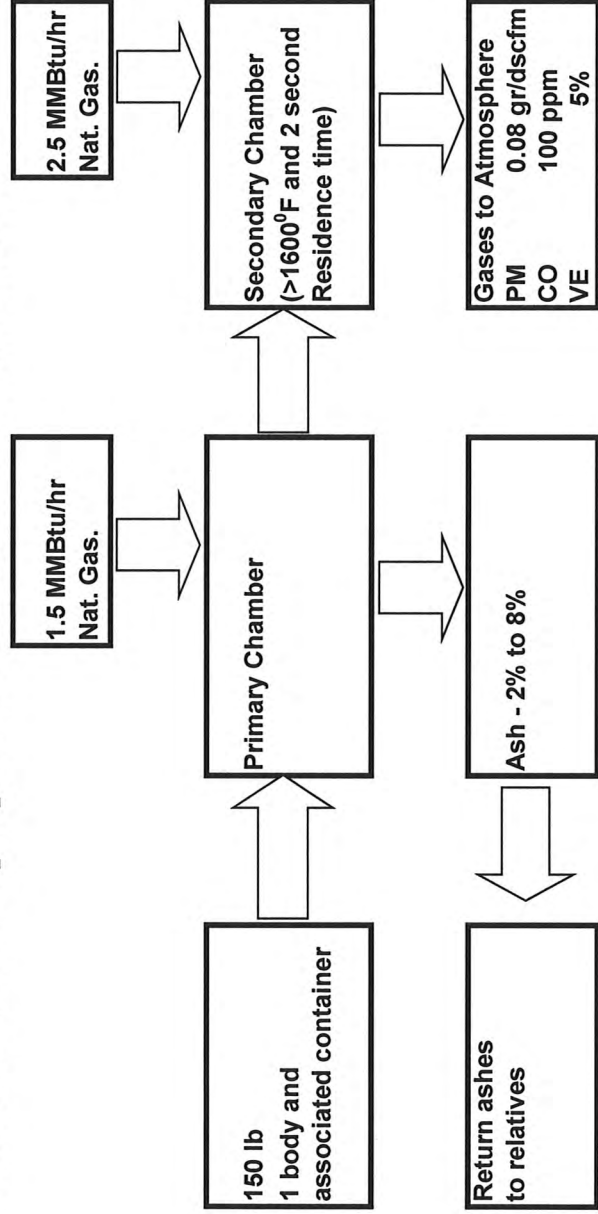 1.5 MMBtu/hr
Nat. Gas.
2.5 MMBtu/hr
Nat. Gas.
150 lb
1 body and
associated container
Primary Chamber
Secondary Chamber
(>1600⁰F and 2 second
Residence time)
Return ashes
to relatives
Ash - 2% to 8%
Gases to Atmosphere
PM 0.08 gr/dscfm
CO 100 ppm
VE 5%